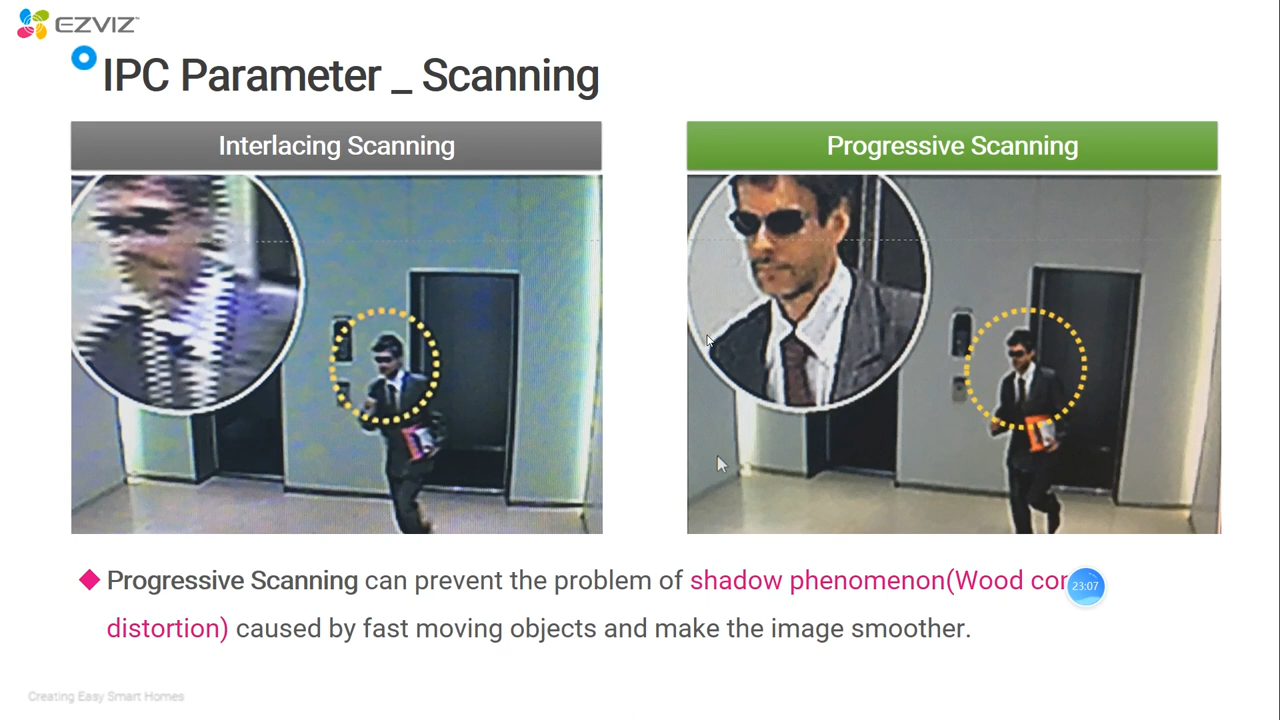 EZVIZ
IPC Parameter _ Scanning
Interlacing Scanning
Progressive Scanning
Progressive Scanning can prevent the problem of shadow phenomenon(Wood
23:07
distortion) caused by fast moving objects and make the image smoother.
Creating Easy Smart Homes